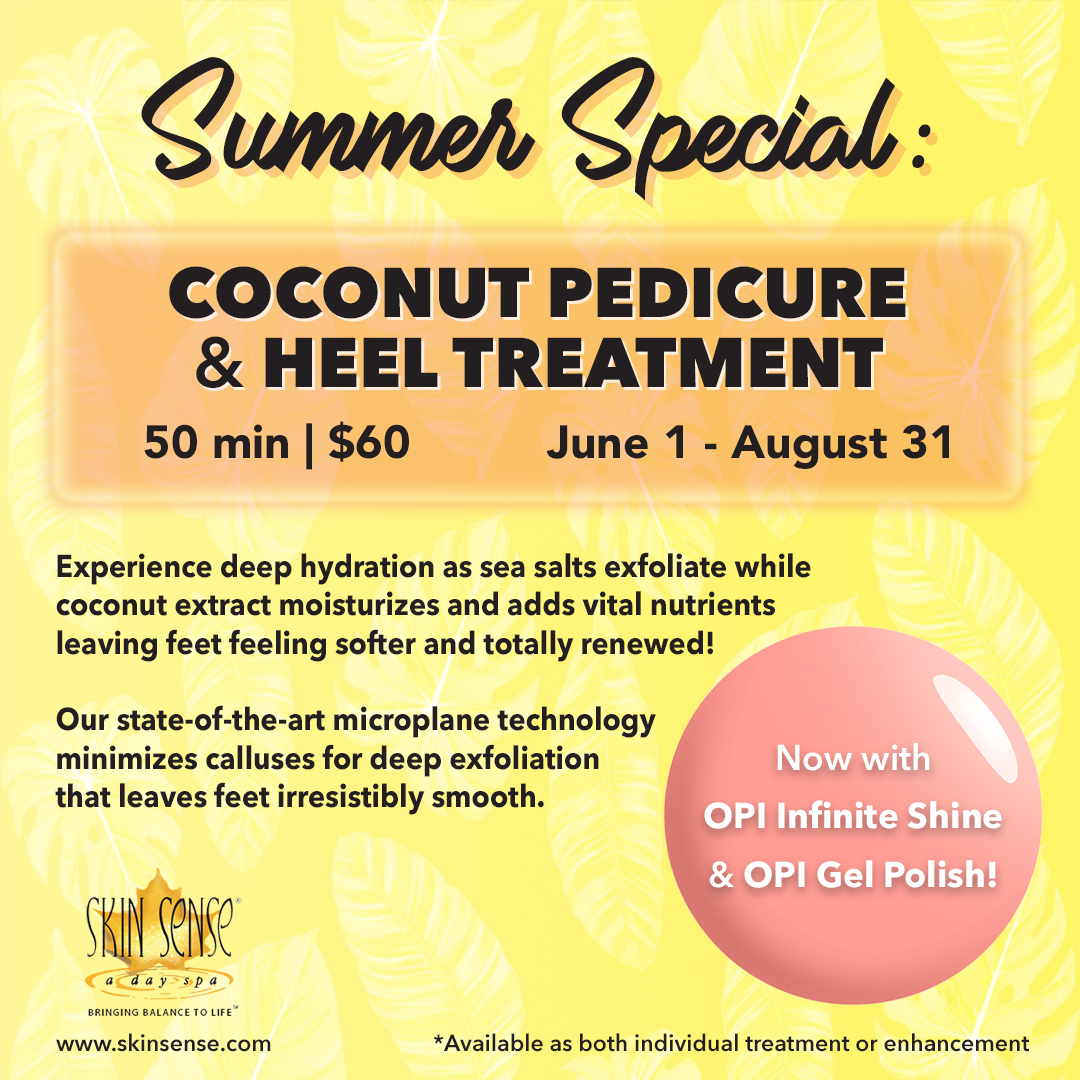 Summer Special:
COCONUT PEDICURE
& HEEL TREATMENT
50 min | $60
June 1 - August 31
Experience deep hydration as sea salts exfoliate while
coconut extract moisturizes and adds vital nutrients
leaving feet feeling softer and totally renewed!
Our state-of-the-art microplane technology
minimizes calluses for deep exfoliation
that leaves feet irresistibly smooth.
Now with
OPI Infinite Shine
& OPI Gel Polish!
SKIN SENSE®
a day spa
BRINGING BALANCE TO LIFE™
www.skinsense.com
*Available as both individual treatment or enhancement